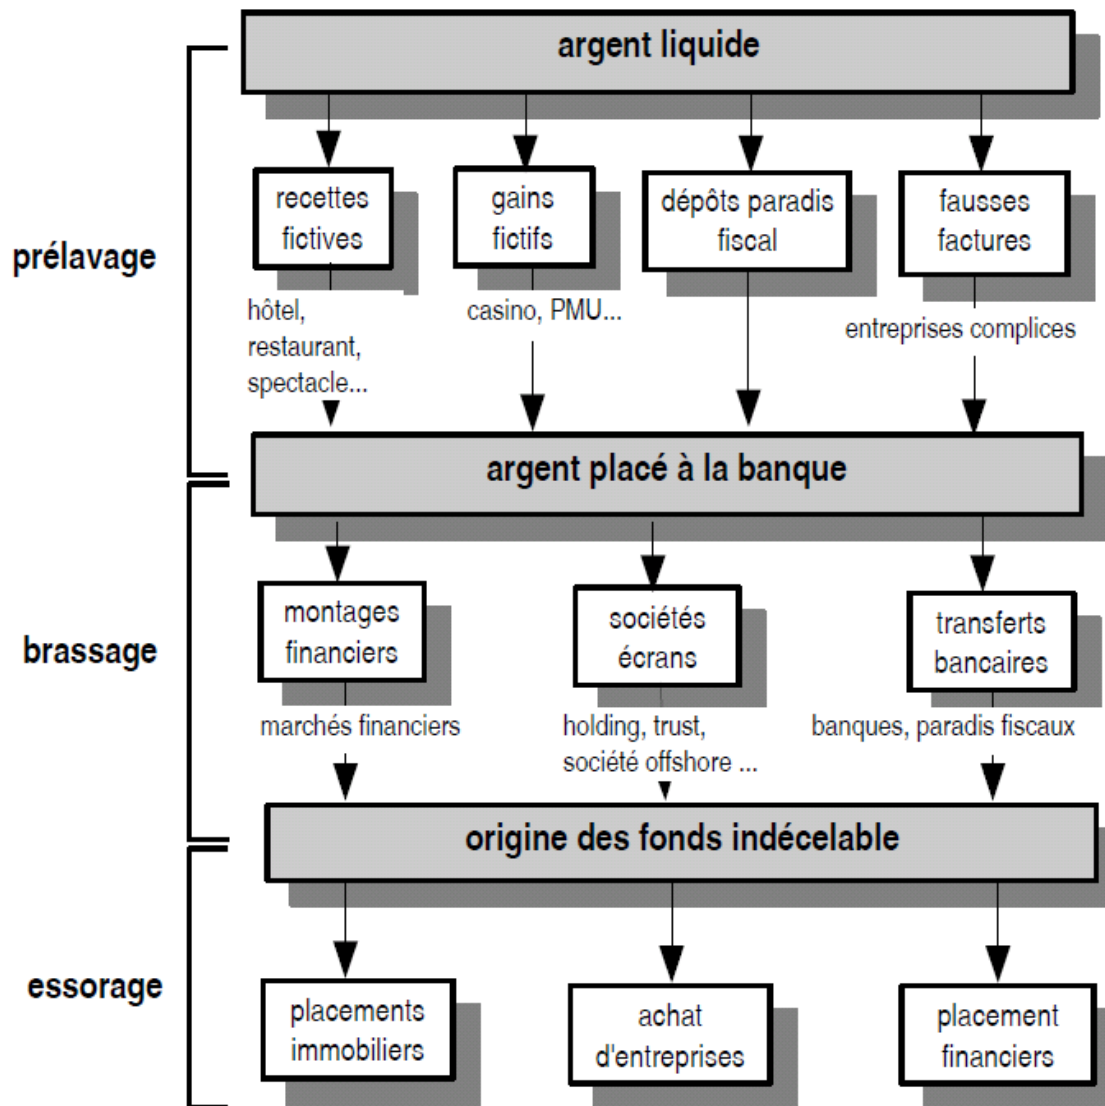 argent liquide
recettes
fictives
gains
fictifs
dépôts paradis
fiscal
fausses
factures
prélavage
hôtel,
restaurant,
spectacle...
casino, PMU...
entreprises complices
argent placé à la banque
montages
financiers
sociétés
écrans
transferts
bancaires
brassage
marchés financiers
holding, trust,
société offshore ...
banques, paradis fiscaux
origine des fonds indécelable
essorage
placements
immobiliers
achat
d'entreprises
placement
financiers